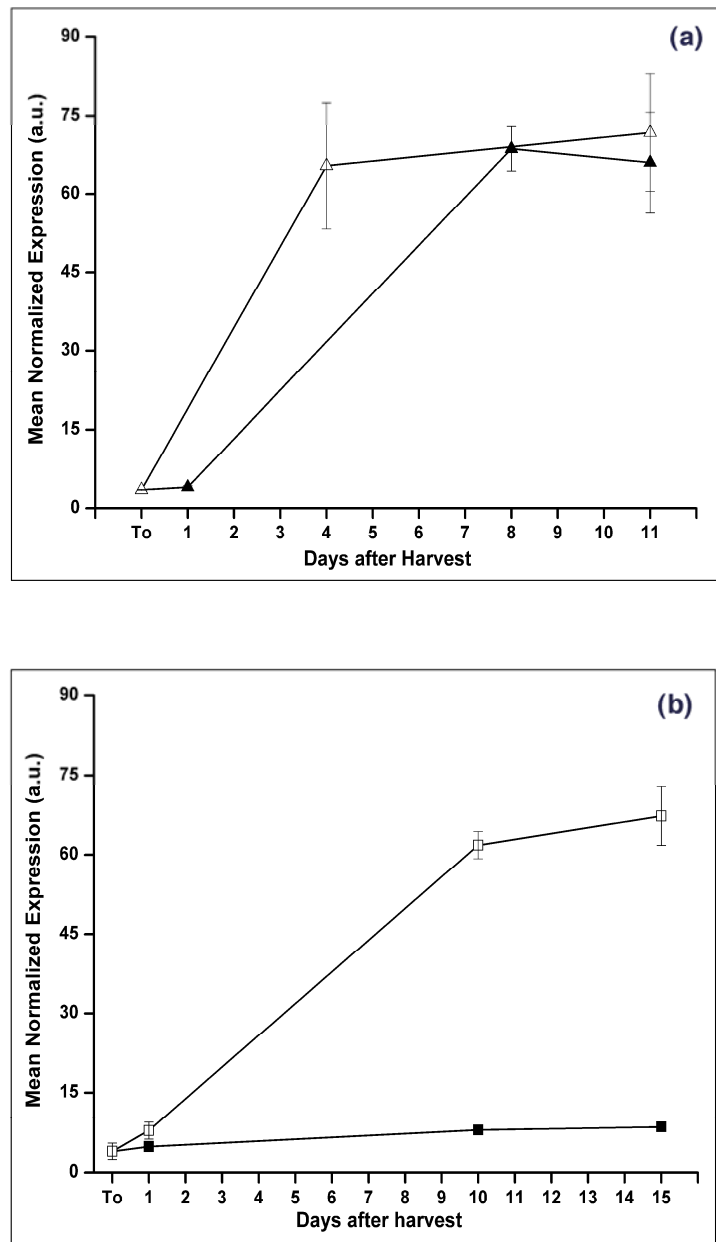 (a)
Mean Normalized Expression (a.u.)
90
75
60
45
30
15
0
To 1 2 3 4 5 6 7 8 9 10 11
Days after Harvest
(b)
Mean Normalized Expression (a.u.)
90
75
60
45
30
15
0
To 1 2 3 4 5 6 7 8 9 10 11 12 13 14 15
Days after harvest